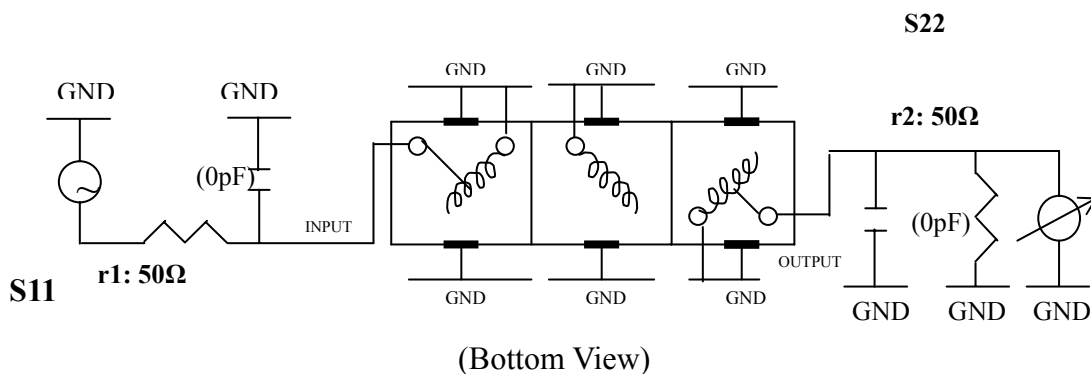 S22
GND
GND
GND
GND
GND
r2: 50Ω
(0pF)
(0pF)
INPUT
OUTPUT
r1: 50Ω
S11
GND
GND
GND
GND
GND
GND
(Bottom View)